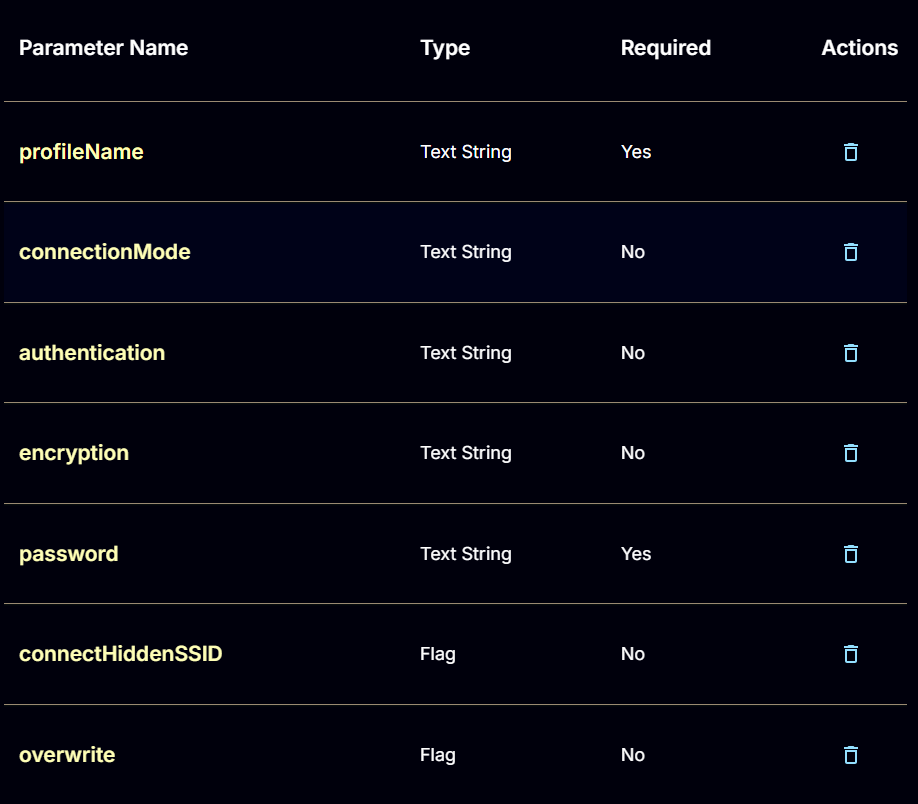 Parameter Name Type Required Actions
profileName Text String Yes
connectionMode Text String No
authentication Text String No
encryption Text String No
password Text String Yes
connectHiddenSSID Flag No
overwrite Flag No